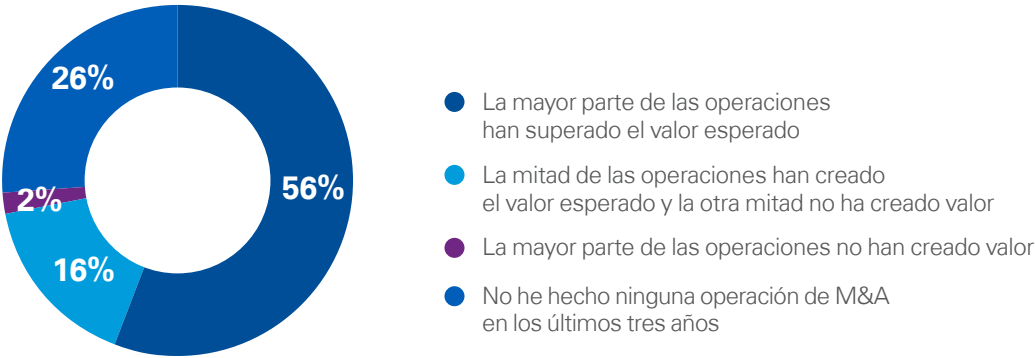 26%
56%
2%
16%
La mayor parte de las operaciones
han superado el valor esperado
La mitad de las operaciones han creado
el valor esperado y la otra mitad no ha creado valor
La mayor parte de las operaciones no han creado valor
No he hecho ninguna operación de M&A
en los últimos tres años